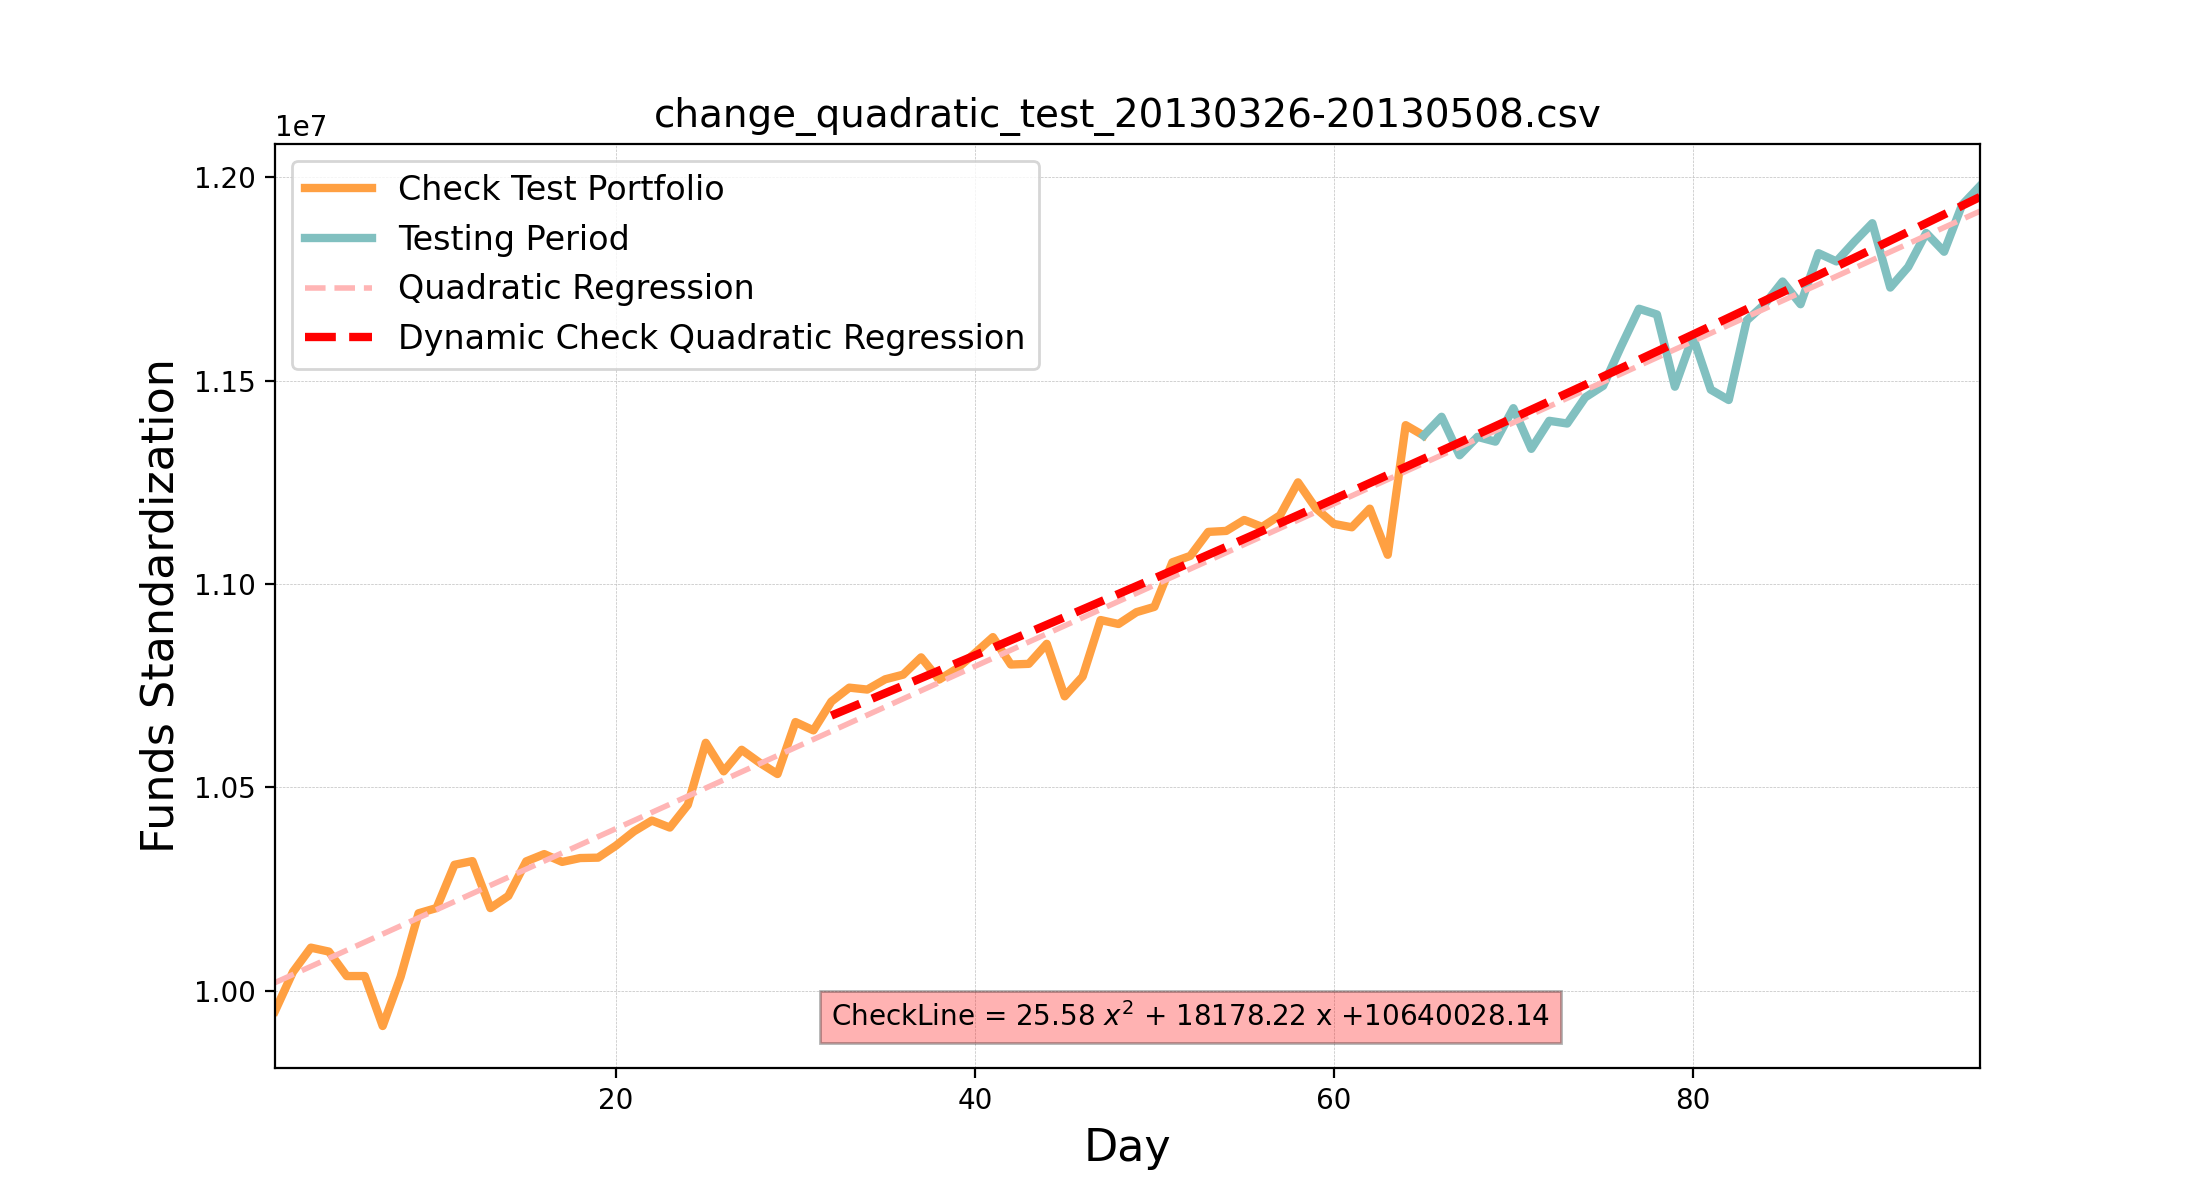 change_quadratic_test_20130326-20130508.csv
1e7
Check Test Portfolio
Testing Period
Quadratic Regression
Dynamic Check Quadratic Regression
Funds Standardization
1.20
1.15
1.10
1.05
1.00
CheckLine = 25.58 x² + 18178.22 x +10640028.14
20 40 60 80
Day